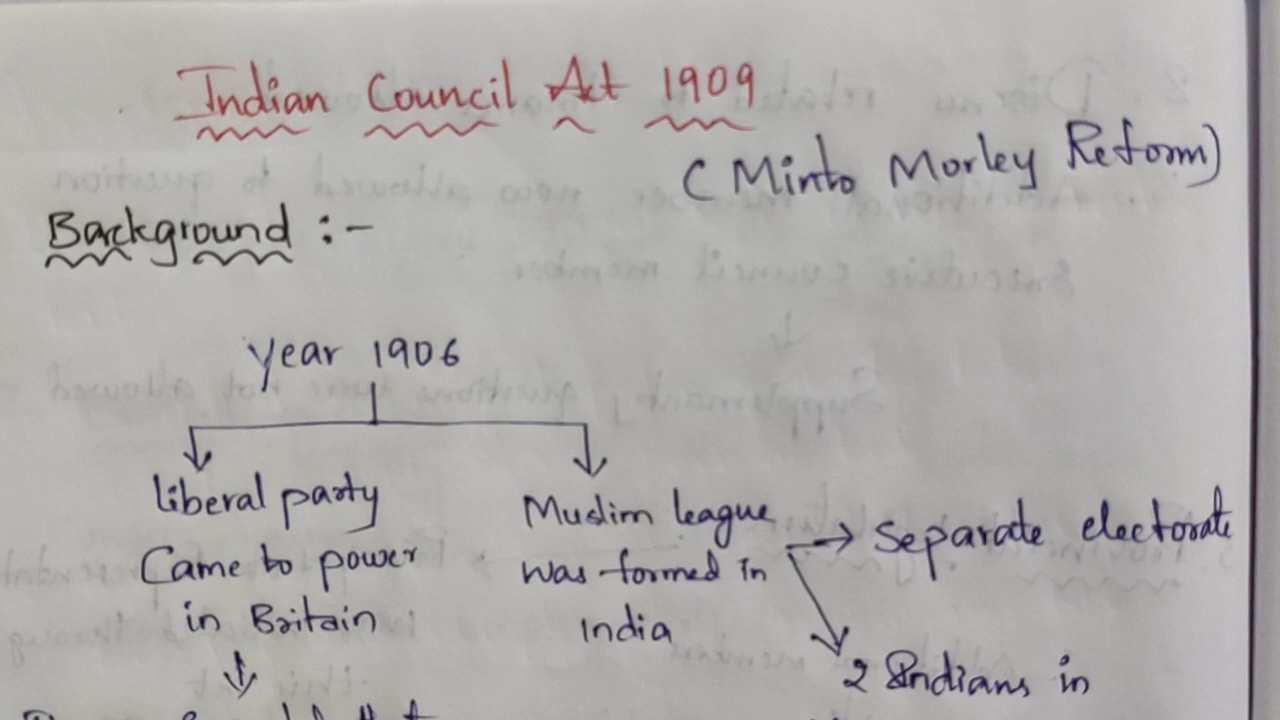 Indian Council Act 1909
(Minto Morley Reform)
Background :-
Year 1906
liberal party
Came to power
in Britain
Muslim league
was formed in
India
→ separate electorate
2 Indians in